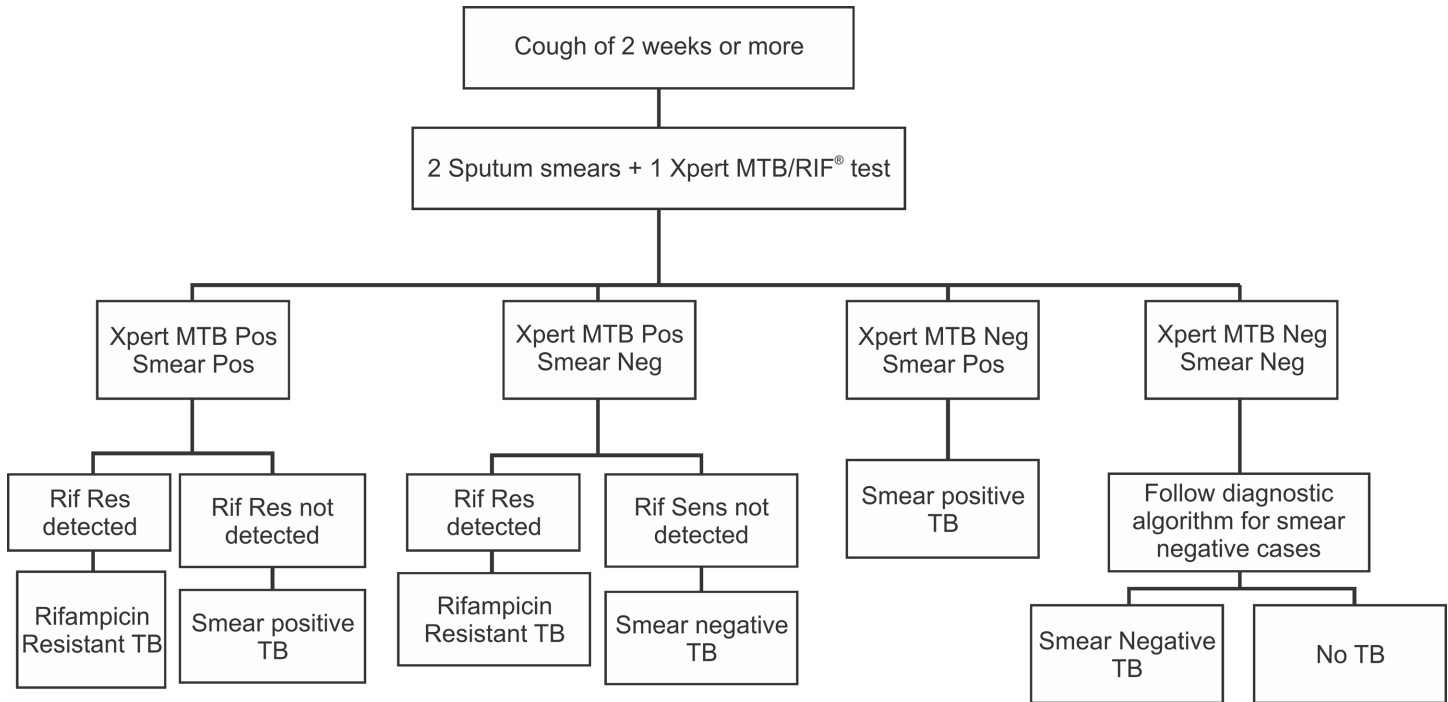 Cough of 2 weeks or more
2 Sputum smears + 1 Xpert MTB/RIF® test
Xpert MTB Pos
Smear Pos
Xpert MTB Pos
Smear Neg
Xpert MTB Neg
Smear Pos
Xpert MTB Neg
Smear Neg
Rif Res
detected
Rif Res not
detected
Rif Res
detected
Rif Sens not
detected
Smear positive
TB
Follow diagnostic
algorithm for smear
negative cases
Rifampicin
Resistant TB
Smear positive
TB
Rifampicin
Resistant TB
Smear negative
TB
Smear Negative
TB
No TB